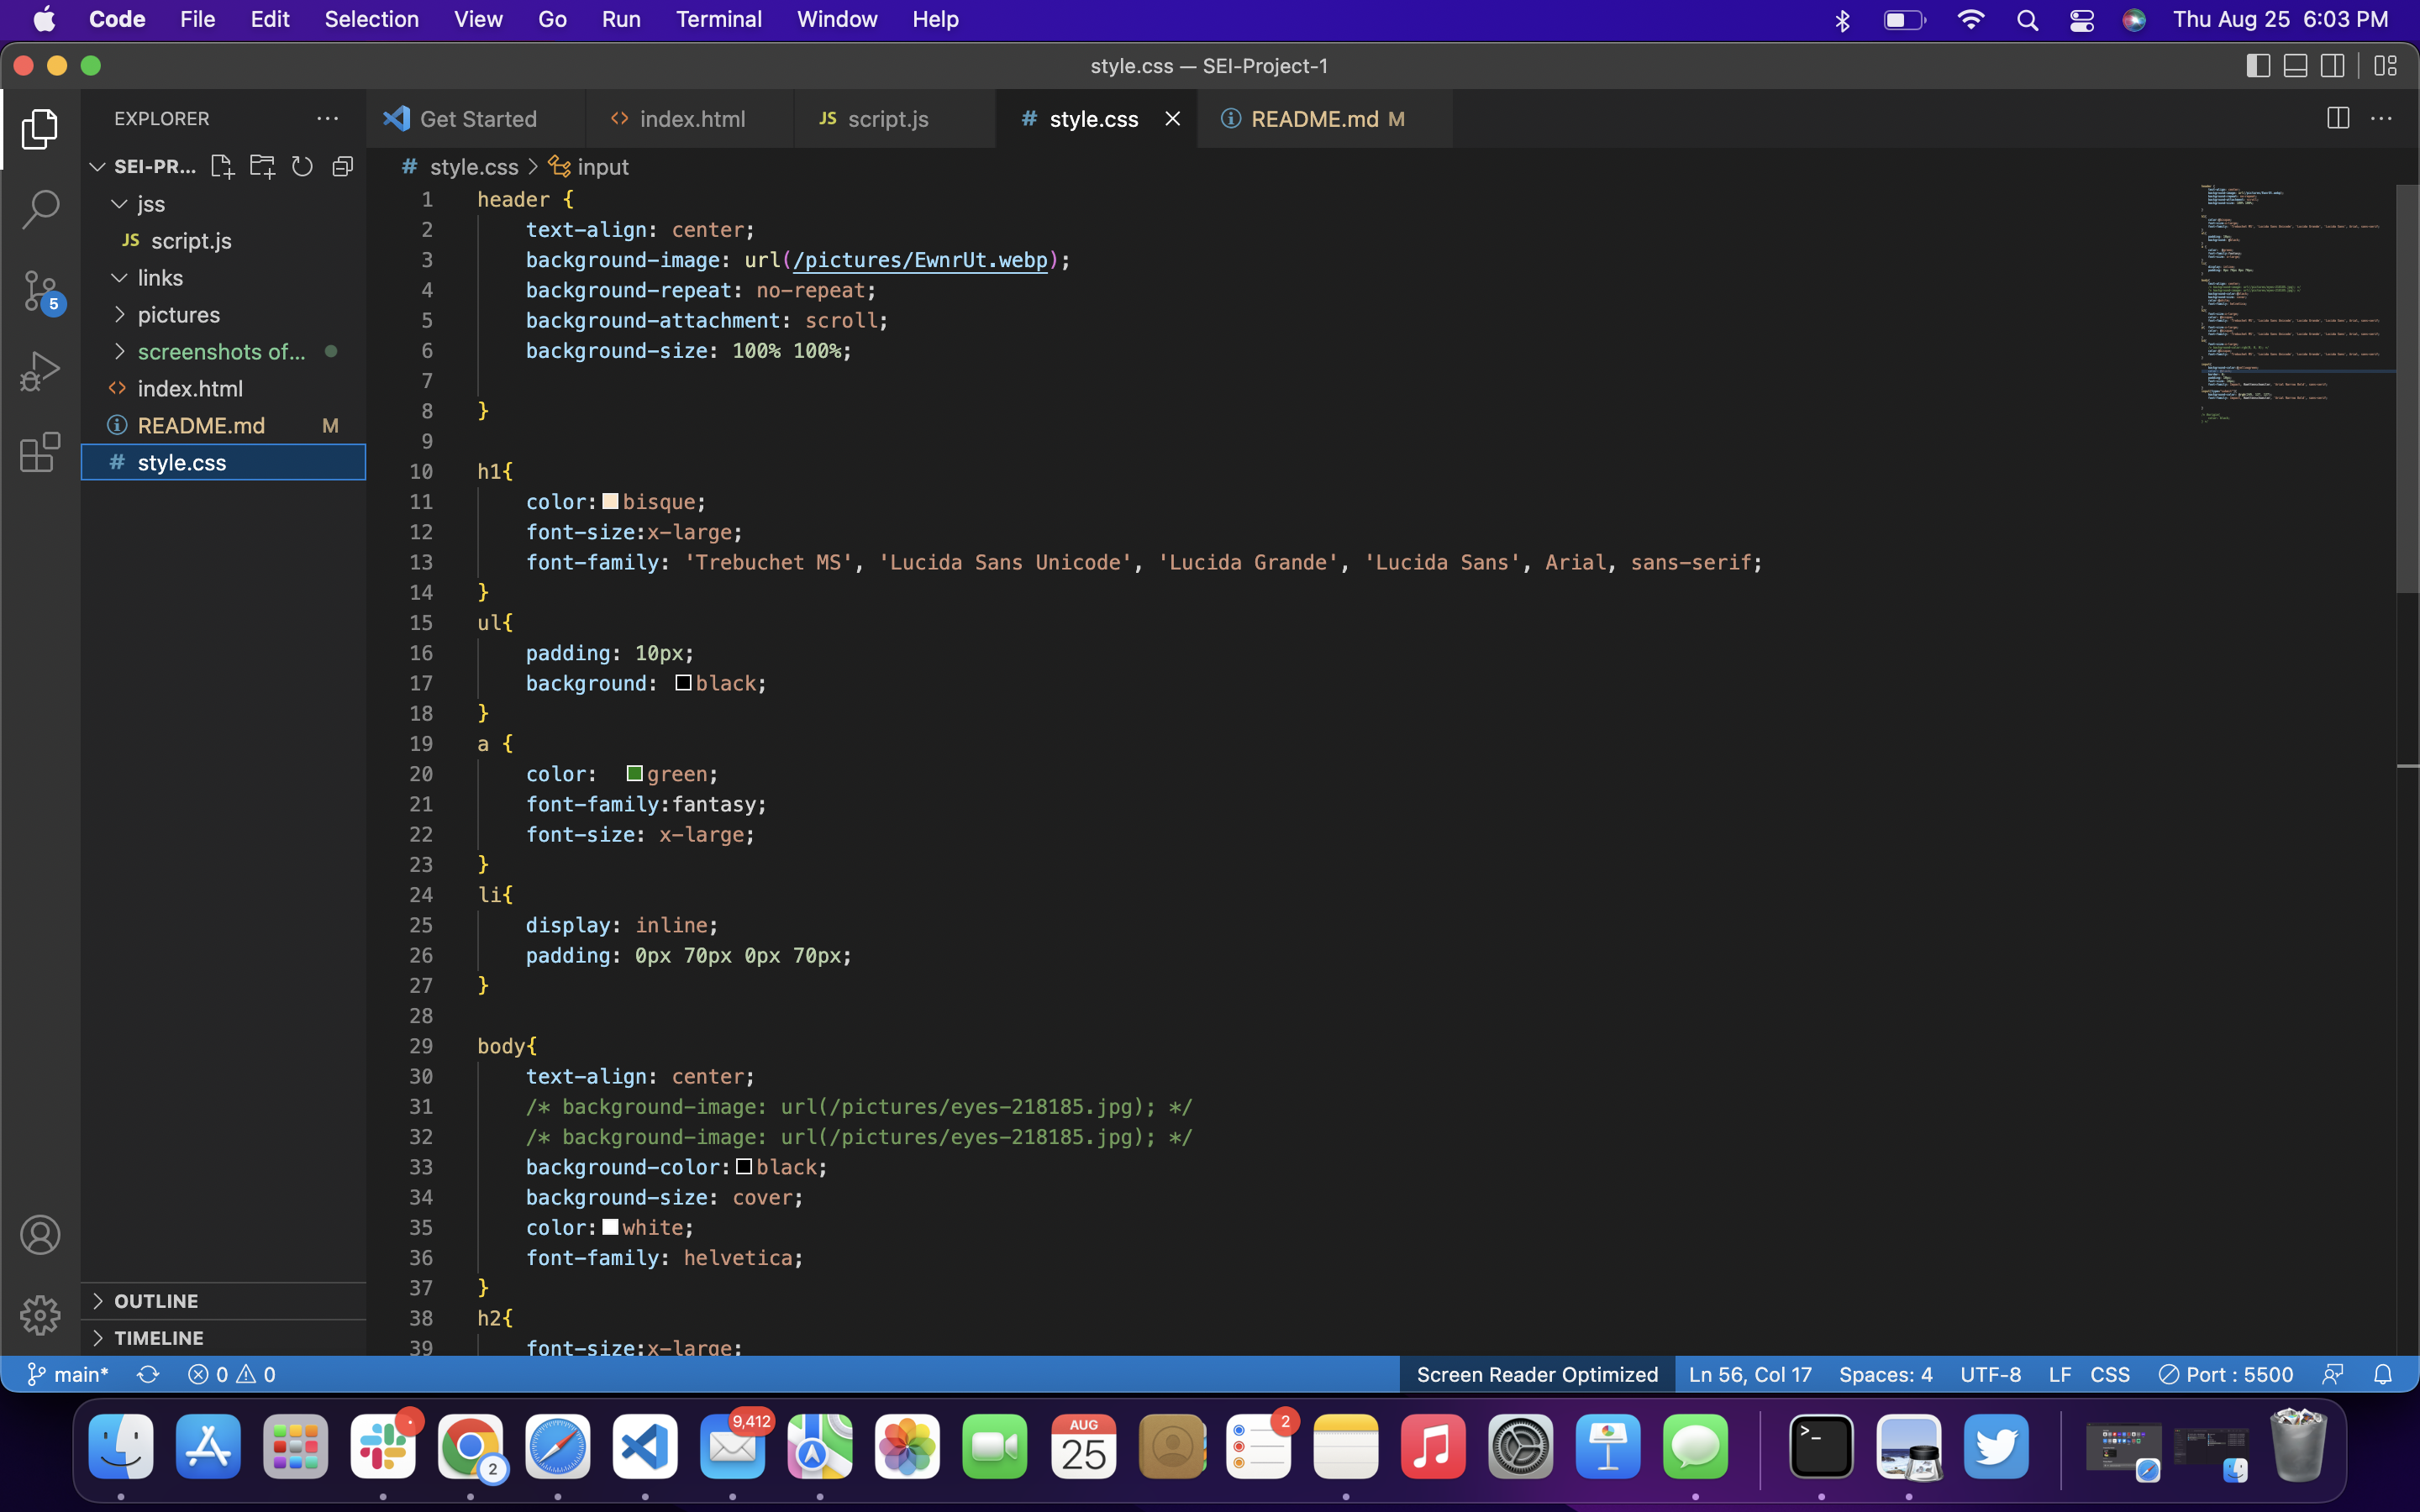 Code File Edit Selection View Go Run Terminal Window Help Thu Aug 25 6:03 PM
style.css — SEI-Project-1
EXPLORER
Get Started
index.html
JS script.js
# style.css
README.md M
SEI-PR...
jss
JS script.js
links
pictures
screenshots of...
index.html
README.md M
# style.css
# style.css > input
1 header {
2 text-align: center;
3 background-image: url(/pictures/EwnrUt.webp);
4 background-repeat: no-repeat;
5 background-attachment: scroll;
6 background-size: 100% 100%;
7
8 }
9
10 h1{
11 color: bisque;
12 font-size:x-large;
13 font-family: 'Trebuchet MS', 'Lucida Sans Unicode', 'Lucida Grande', 'Lucida Sans', Arial, sans-serif;
14 }
15 ul{
16 padding: 10px;
17 background: black;
18 }
19 a {
20 color: green;
21 font-family:fantasy;
22 font-size: x-large;
23 }
24 li{
25 display: inline;
26 padding: 0px 70px 0px 70px;
27 }
28
29 body{
30 text-align: center;
31 /* background-image: url(/pictures/eyes-218185.jpg); */
32 /* background-image: url(/pictures/eyes-218185.jpg); */
33 background-color: black;
34 background-size: cover;
35 color: white;
36 font-family: helvetica;
37 }
38 h2{
39 font-size:x-large;
5
OUTLINE
TIMELINE
main* 0 0 Screen Reader Optimized Ln 56, Col 17 Spaces: 4 UTF-8 LF CSS Port : 5500
2
9,412
AUG
25
2